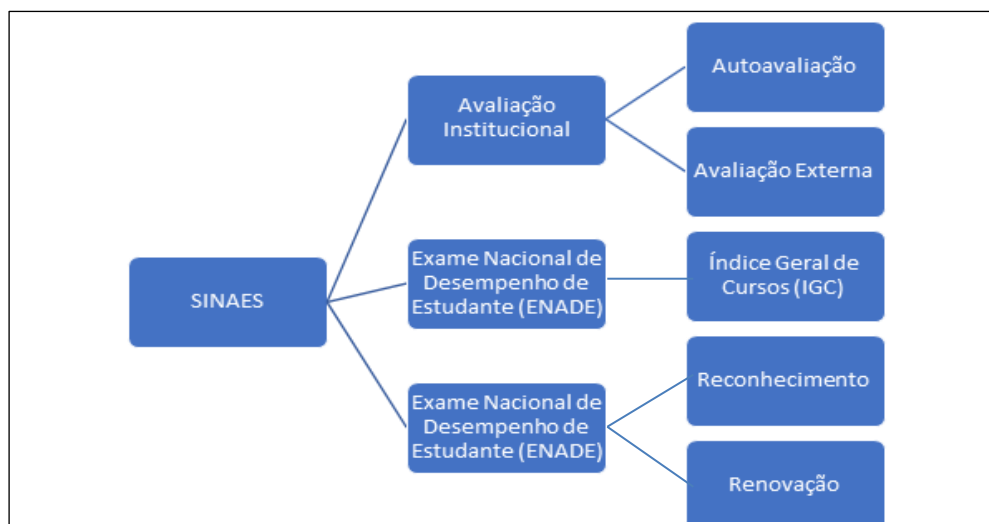 SINAES
Avaliação
Institucional
Exame Nacional de
Desempenho de
Estudante (ENADE)
Exame Nacional de
Desempenho de
Estudante (ENADE)
Autoavaliação
Avaliação Externa
Índice Geral de
Cursos (IGC)
Reconhecimento
Renovação